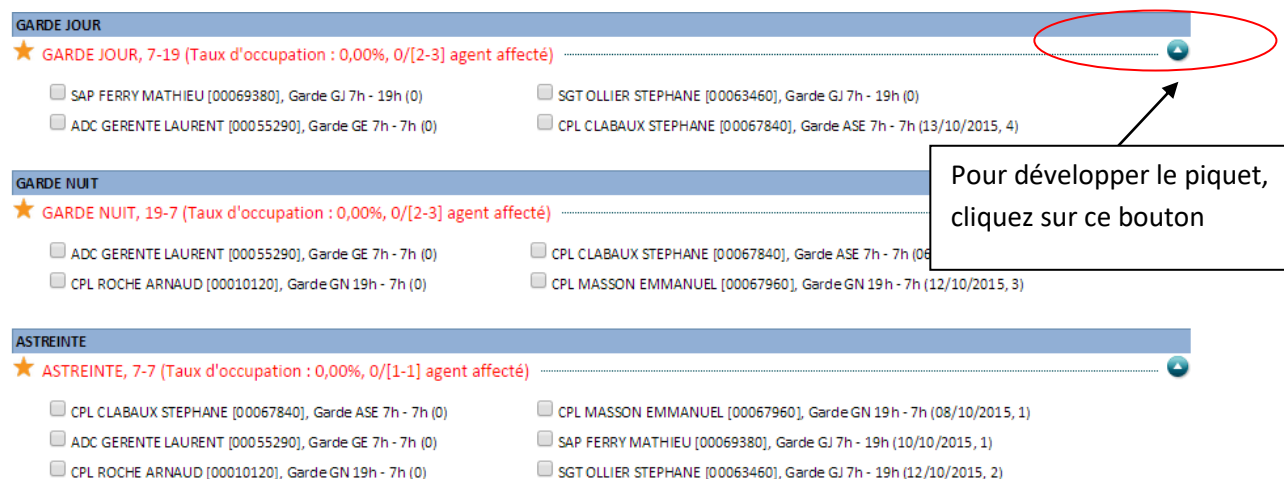 GARDE JOUR
GARDE JOUR, 7-19 (Taux d'occupation : 0,00%, 0/[2-3] agent affecté)
SAP FERRY MATHIEU [00069380], Garde GJ 7h - 19h (0)
SGT OLLIER STEPHANE [00063460], Garde GJ 7h - 19h (0)
ADC GERENTE LAURENT [00055290], Garde GE 7h - 7h (0)
CPL CLABAUX STEPHANE [00067840], Garde ASE 7h - 7h (13/10/2015, 4)
Pour développer le piquet,
cliquez sur ce bouton
GARDE NUIT
GARDE NUIT, 19-7 (Taux d'occupation : 0,00%, 0/[2-3] agent affecté)
ADC GERENTE LAURENT [00055290], Garde GE 7h - 7h (0)
CPL CLABAUX STEPHANE [00067840], Garde ASE 7h - 7h (06
CPL ROCHE ARNAUD [00010120], Garde GN 19h - 7h (0)
CPL MASSON EMMANUEL [00067960], Garde GN 19h - 7h (12/10/2015, 3)
ASTREINTE
ASTREINTE, 7-7 (Taux d'occupation : 0,00%, 0/[1-1] agent affecté)
CPL CLABAUX STEPHANE [00067840], Garde ASE 7h - 7h (0)
CPL MASSON EMMANUEL [00067960], Garde GN 19h - 7h (08/10/2015, 1)
ADC GERENTE LAURENT [00055290], Garde GE 7h - 7h (0)
SAP FERRY MATHIEU [00069380], Garde GJ 7h - 19h (10/10/2015, 1)
CPL ROCHE ARNAUD [00010120], Garde GN 19h - 7h (0)
SGT OLLIER STEPHANE [00063460], Garde GJ 7h - 19h (12/10/2015, 2)